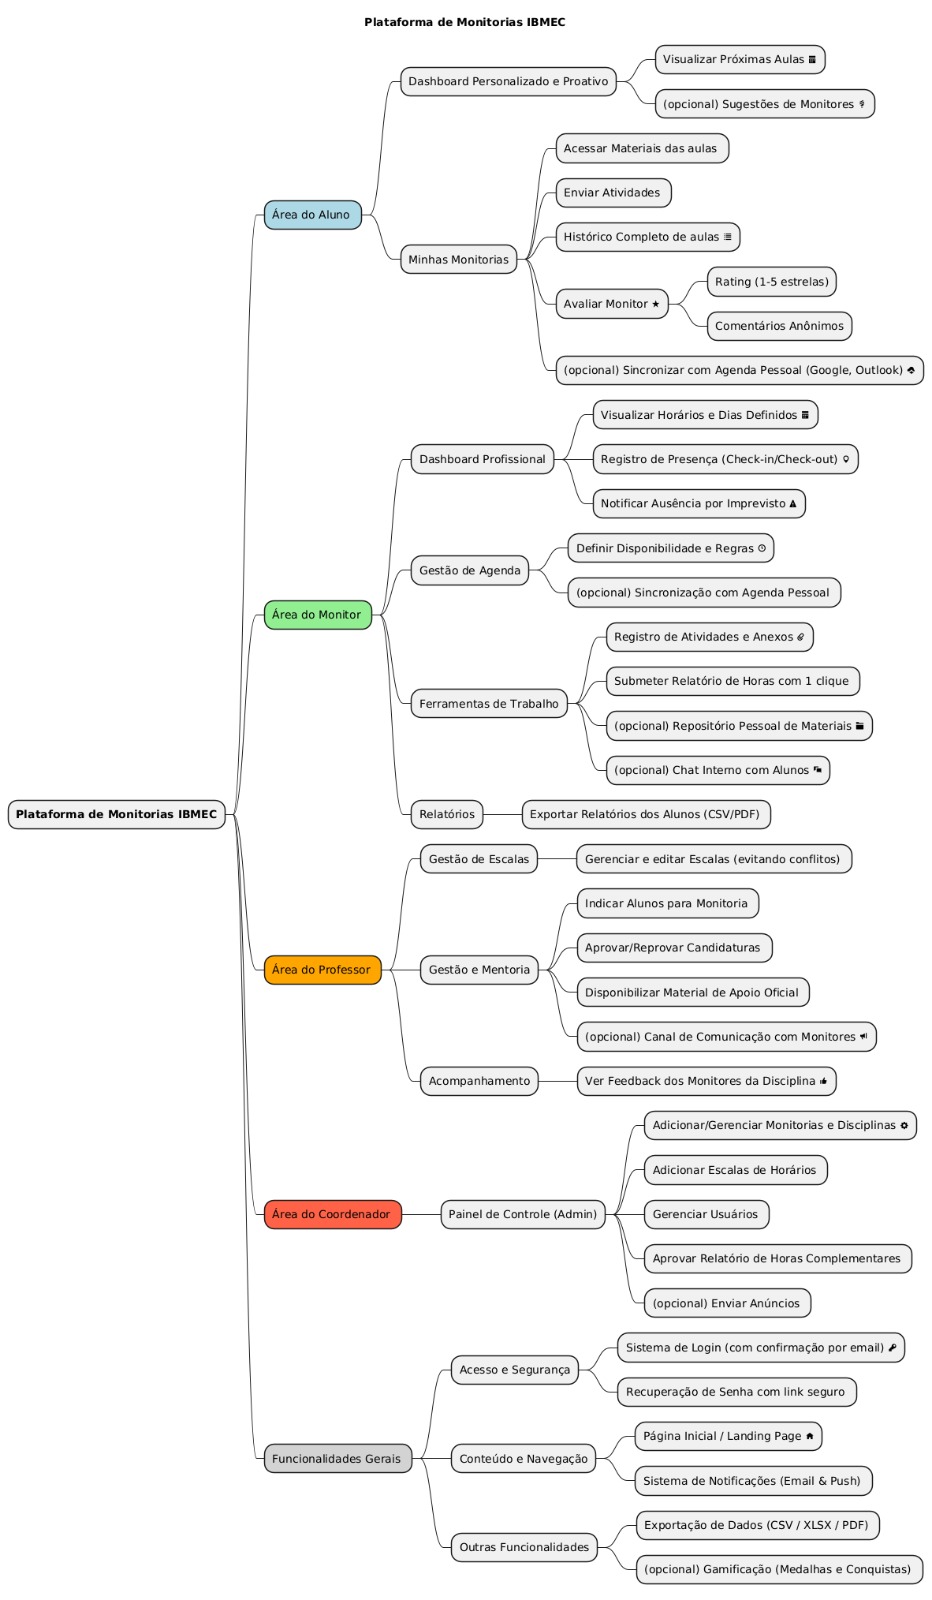 Plataforma de Monitorias IBMEC
Plataforma de Monitorias IBMEC
Área do Aluno
Dashboard Personalizado e Proativo
Visualizar Próximas Aulas
(opcional) Sugestões de Monitores
Minhas Monitorias
Acessar Materiais das aulas
Enviar Atividades
Histórico Completo de aulas
Avaliar Monitor ★
Rating (1-5 estrelas)
Comentários Anônimos
(opcional) Sincronizar com Agenda Pessoal (Google, Outlook)
Área do Monitor
Dashboard Profissional
Visualizar Horários e Dias Definidos
Registro de Presença (Check-in/Check-out)
Notificar Ausência por Imprevisto
Gestão de Agenda
Definir Disponibilidade e Regras
(opcional) Sincronização com Agenda Pessoal
Ferramentas de Trabalho
Registro de Atividades e Anexos
Submeter Relatório de Horas com 1 clique
(opcional) Repositório Pessoal de Materiais
(opcional) Chat Interno com Alunos
Relatórios
Exportar Relatórios dos Alunos (CSV/PDF)
Área do Professor
Gestão de Escalas
Gerenciar e editar Escalas (evitando conflitos)
Gestão e Mentoria
Indicar Alunos para Monitoria
Aprovar/Reprovar Candidaturas
Disponibilizar Material de Apoio Oficial
(opcional) Canal de Comunicação com Monitores
Acompanhamento
Ver Feedback dos Monitores da Disciplina
Área do Coordenador
Painel de Controle (Admin)
Adicionar/Gerenciar Monitorias e Disciplinas
Adicionar Escalas de Horários
Gerenciar Usuários
Aprovar Relatório de Horas Complementares
(opcional) Enviar Anúncios
Funcionalidades Gerais
Acesso e Segurança
Sistema de Login (com confirmação por email)
Recuperação de Senha com link seguro
Conteúdo e Navegação
Página Inicial / Landing Page
Sistema de Notificações (Email & Push)
Outras Funcionalidades
Exportação de Dados (CSV / XLSX / PDF)
(opcional) Gamificação (Medalhas e Conquistas)